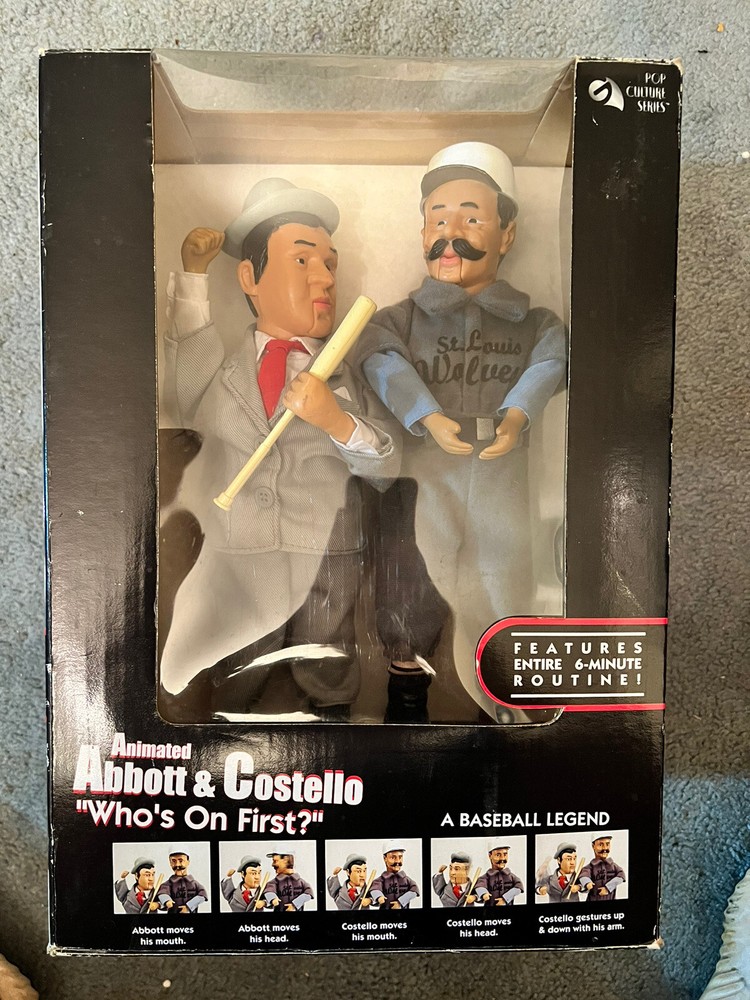 POP
CULTURE
SERIES™
St. Louis
Wolves
FEATURES
ENTIRE 6-MINUTE
ROUTINE!
Animated
Abbott & Costello
"Who's On First?"
A BASEBALL LEGEND
Abbott moves
his mouth.
Abbott moves
his head.
Costello moves
his mouth.
Costello moves
his head.
Costello gestures up
& down with his arm.